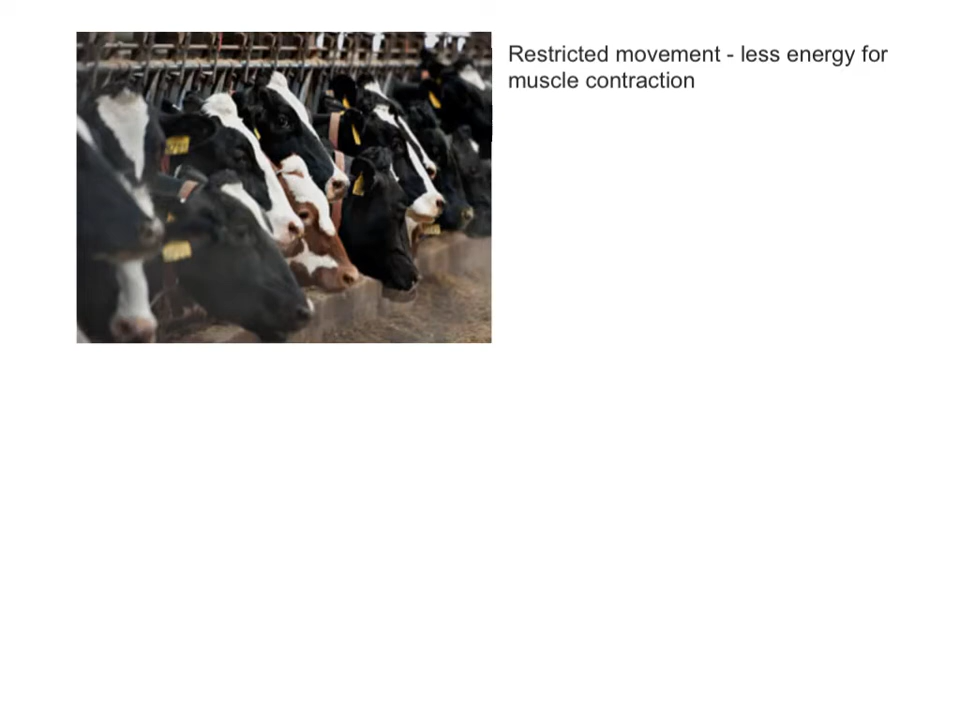 Restricted movement - less energy for
muscle contraction